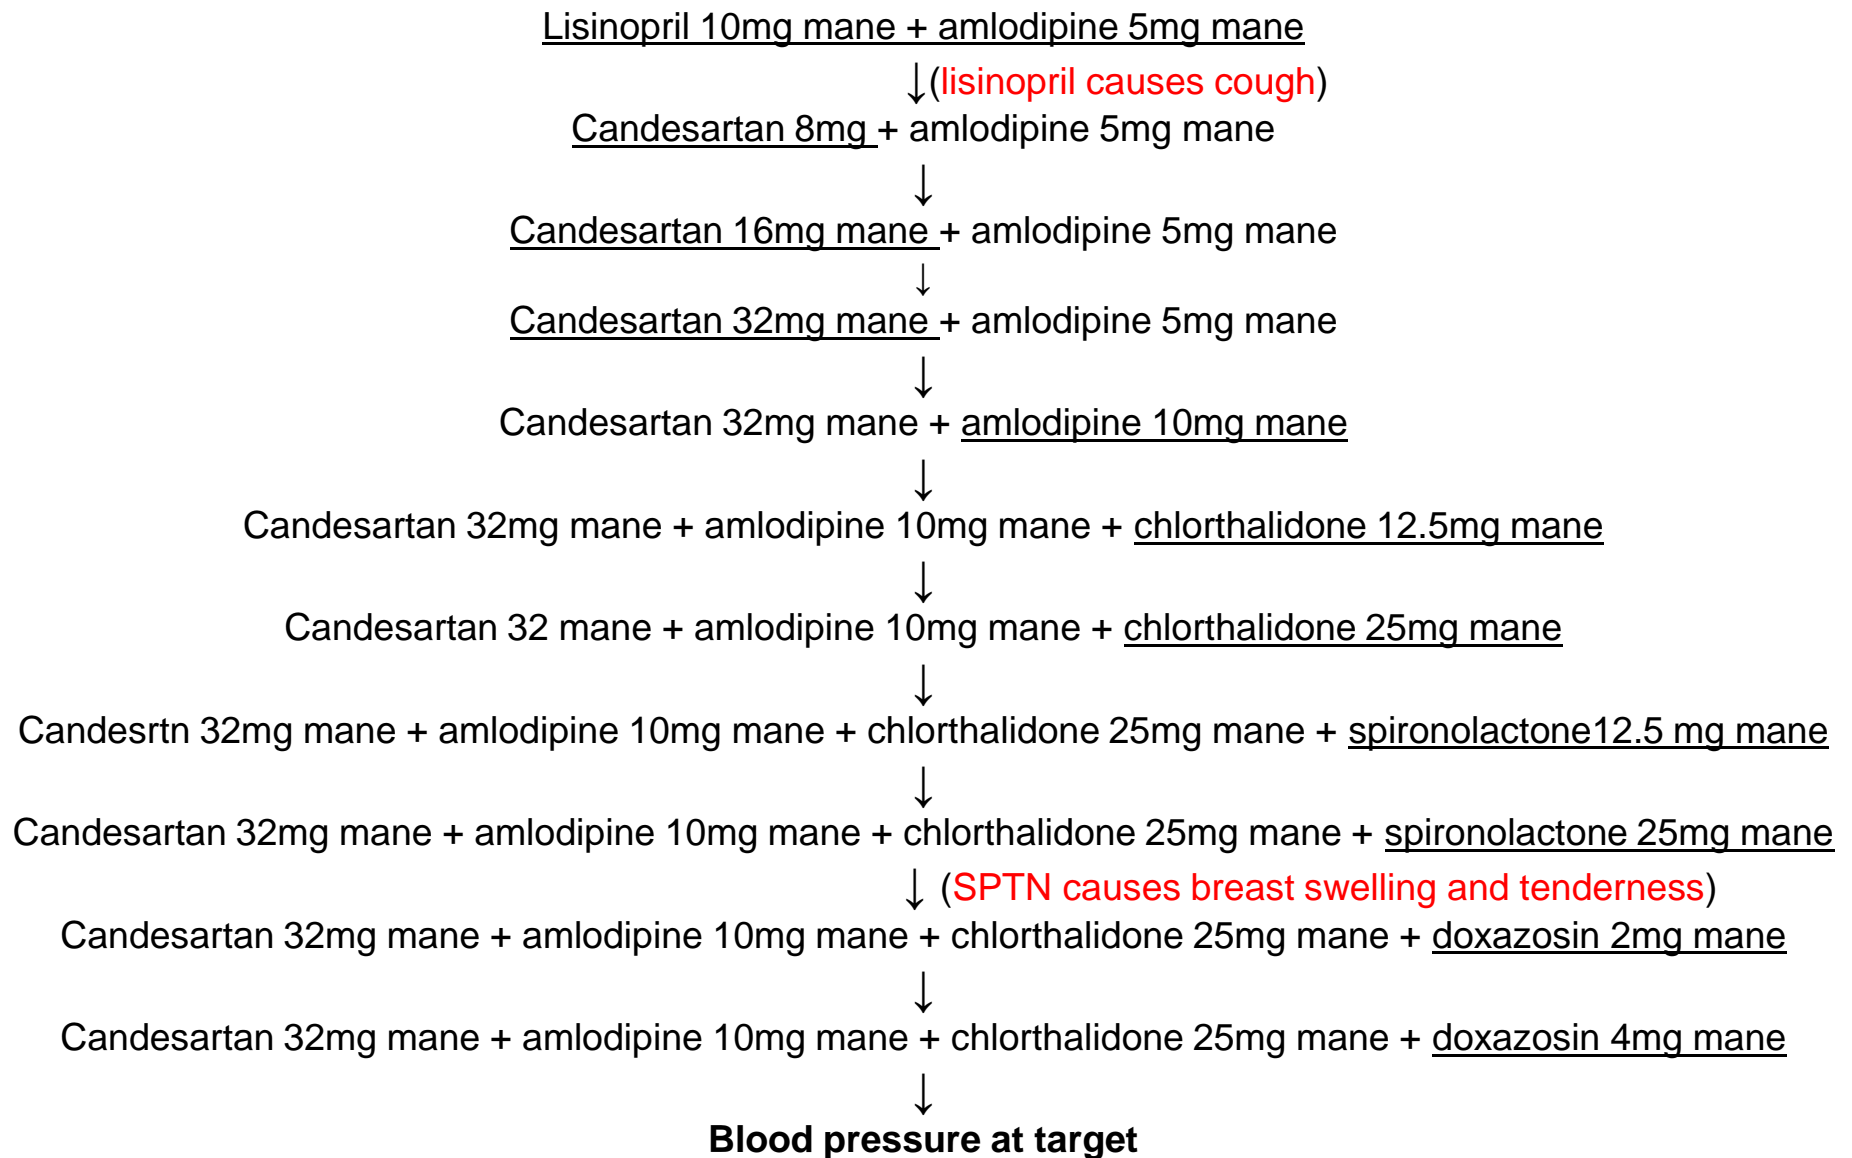 Lisinopril 10mg mane + amlodipine 5mg mane
↓(lisinopril causes cough)
Candesartan 8mg + amlodipine 5mg mane
↓
Candesartan 16mg mane + amlodipine 5mg mane
↓
Candesartan 32mg mane + amlodipine 5mg mane
↓
Candesartan 32mg mane + amlodipine 10mg mane
↓
Candesartan 32mg mane + amlodipine 10mg mane + chlorthalidone 12.5mg mane
↓
Candesartan 32 mane + amlodipine 10mg mane + chlorthalidone 25mg mane
↓
Candesrtn 32mg mane + amlodipine 10mg mane + chlorthalidone 25mg mane + spironolactone12.5 mg mane
↓
Candesartan 32mg mane + amlodipine 10mg mane + chlorthalidone 25mg mane + spironolactone 25mg mane
↓ (SPTN causes breast swelling and tenderness)
Candesartan 32mg mane + amlodipine 10mg mane + chlorthalidone 25mg mane + doxazosin 2mg mane
↓
Candesartan 32mg mane + amlodipine 10mg mane + chlorthalidone 25mg mane + doxazosin 4mg mane
↓
Blood pressure at target